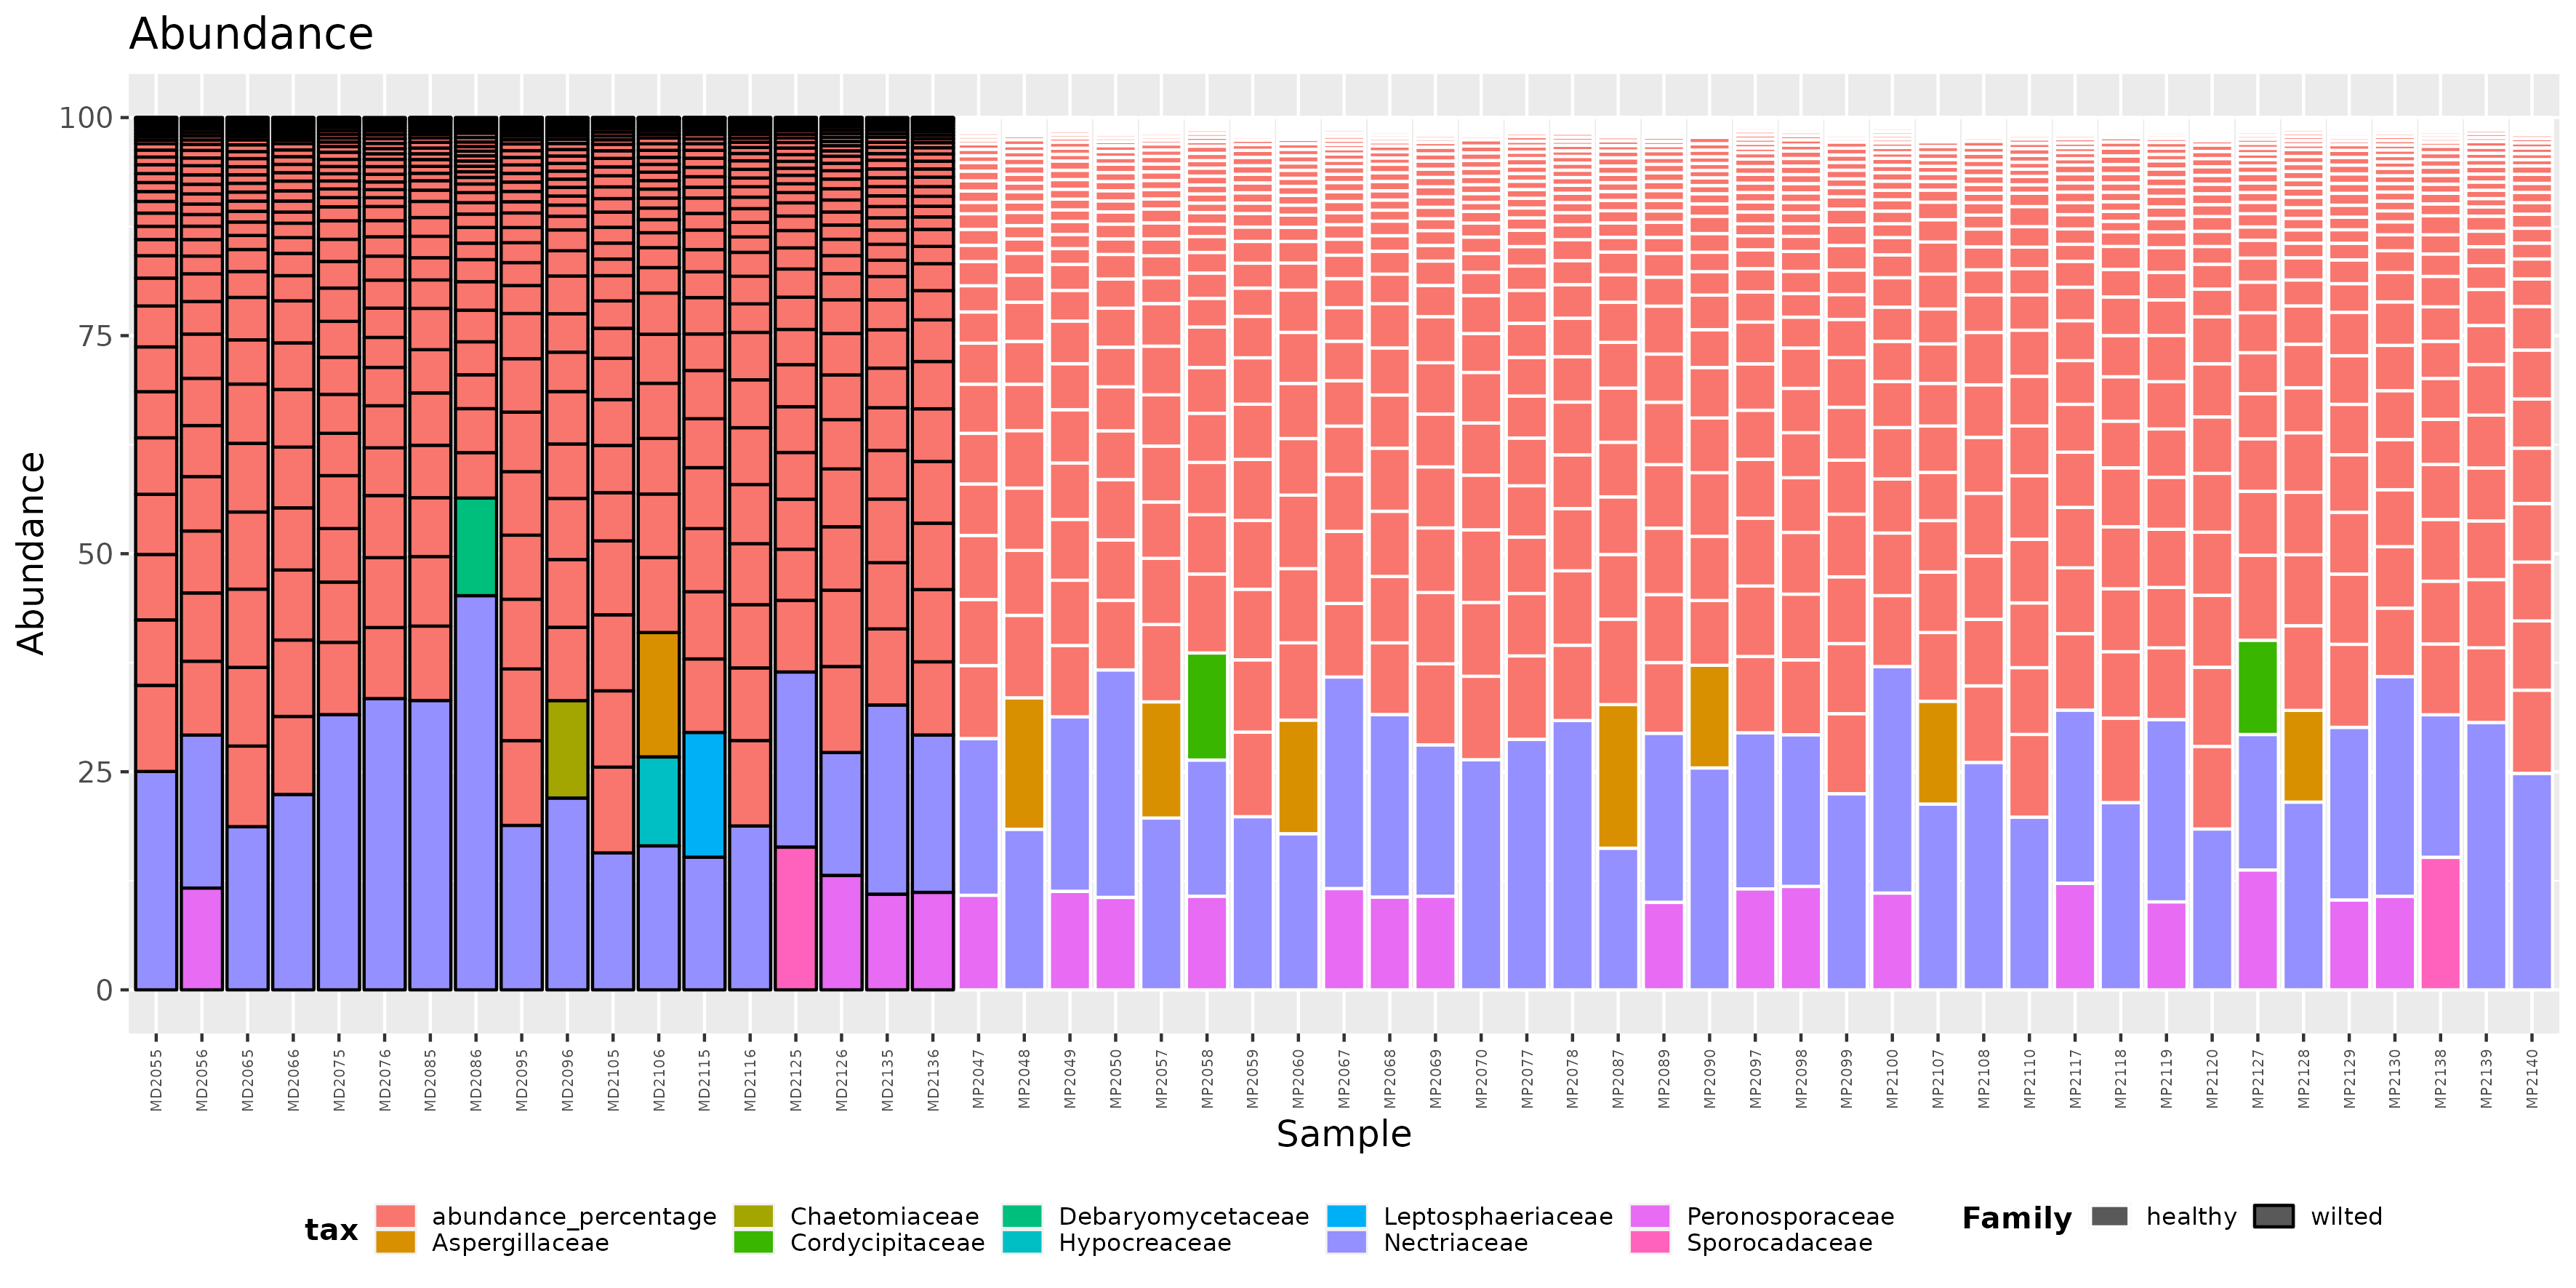 Abundance
100
75
50
25
0
Abundance
MD2055 MD2056 MD2065 MD2066 MD2075 MD2076 MD2085 MD2086 MD2095 MD2096 MD2105 MD2106 MD2115 MD2116 MD2125 MD2126 MD2135 MD2136 MP2047 MP2048 MP2049 MP2050 MP2057 MP2058 MP2059 MP2060 MP2067 MP2068 MP2069 MP2070 MP2077 MP2078 MP2087 MP2089 MP2090 MP2097 MP2098 MP2099 MP2100 MP2107 MP2108 MP2110 MP2117 MP2118 MP2119 MP2120 MP2127 MP2128 MP2129 MP2130 MP2138 MP2139 MP2140
Sample
tax
abundance_percentage Chaetomiaceae Debaryomycetaceae Leptosphaeriaceae Peronosporaceae
Aspergillaceae Cordycipitaceae Hypocreaceae Nectriaceae Sporocadaceae
Family healthy wilted